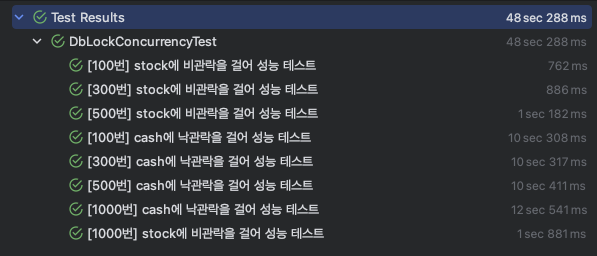 Test Results 48 sec 288 ms
DbLockConcurrencyTest 48 sec 288 ms
[100번] stock에 비관락을 걸어 성능 테스트 762 ms
[300번] stock에 비관락을 걸어 성능 테스트 886 ms
[500번] stock에 비관락을 걸어 성능 테스트 1 sec 182 ms
[100번] cash에 낙관락을 걸어 성능 테스트 10 sec 308 ms
[300번] cash에 낙관락을 걸어 성능 테스트 10 sec 317 ms
[500번] cash에 낙관락을 걸어 성능 테스트 10 sec 411 ms
[1000번] cash에 낙관락을 걸어 성능 테스트 12 sec 541 ms
[1000번] stock에 비관락을 걸어 성능 테스트 1 sec 881 ms